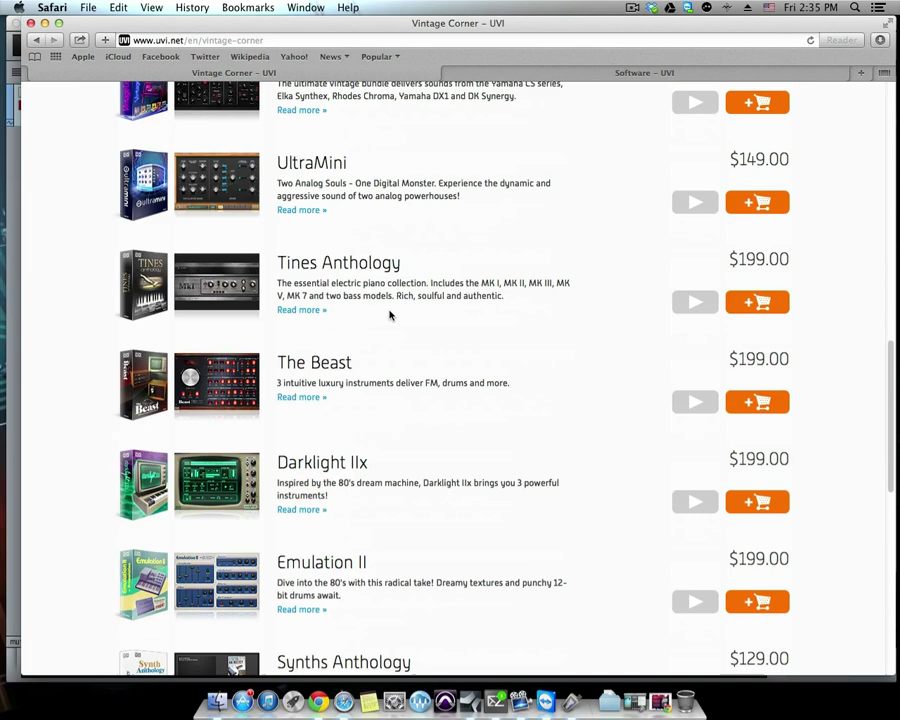 Safari File Edit View History Bookmarks Window Help
Fri 2:35 PM
Vintage Corner – UVI
www.uvi.net/en/vintage-corner
Reader
Apple iCloud Facebook Twitter Wikipedia Yahoo! News Popular
Vintage Corner – UVI
Software – UVI
The ultimate vintage bundle delivers sounds from the Yamaha CS series,
Elka Synthex, Rhodes Chroma, Yamaha DX1 and DK Synergy.
Read more »
UltraMini
$149.00
Two Analog Souls – One Digital Monster. Experience the dynamic and
aggressive sound of two analog powerhouses!
Read more »
Tines Anthology
$199.00
The essential electric piano collection. Includes the MK I, MK II, MK III, MK
V, MK 7 and two bass models. Rich, soulful and authentic.
Read more »
The Beast
$199.00
3 intuitive luxury instruments deliver FM, drums and more.
Read more »
Darklight IIx
$199.00
Inspired by the 80's dream machine, Darklight IIx brings you 3 powerful
instruments!
Read more »
Emulation II
$199.00
Dive into the 80's with this radical take! Dreamy textures and punchy 12-
bit drums await.
Read more »
Synths Anthology
$129.00